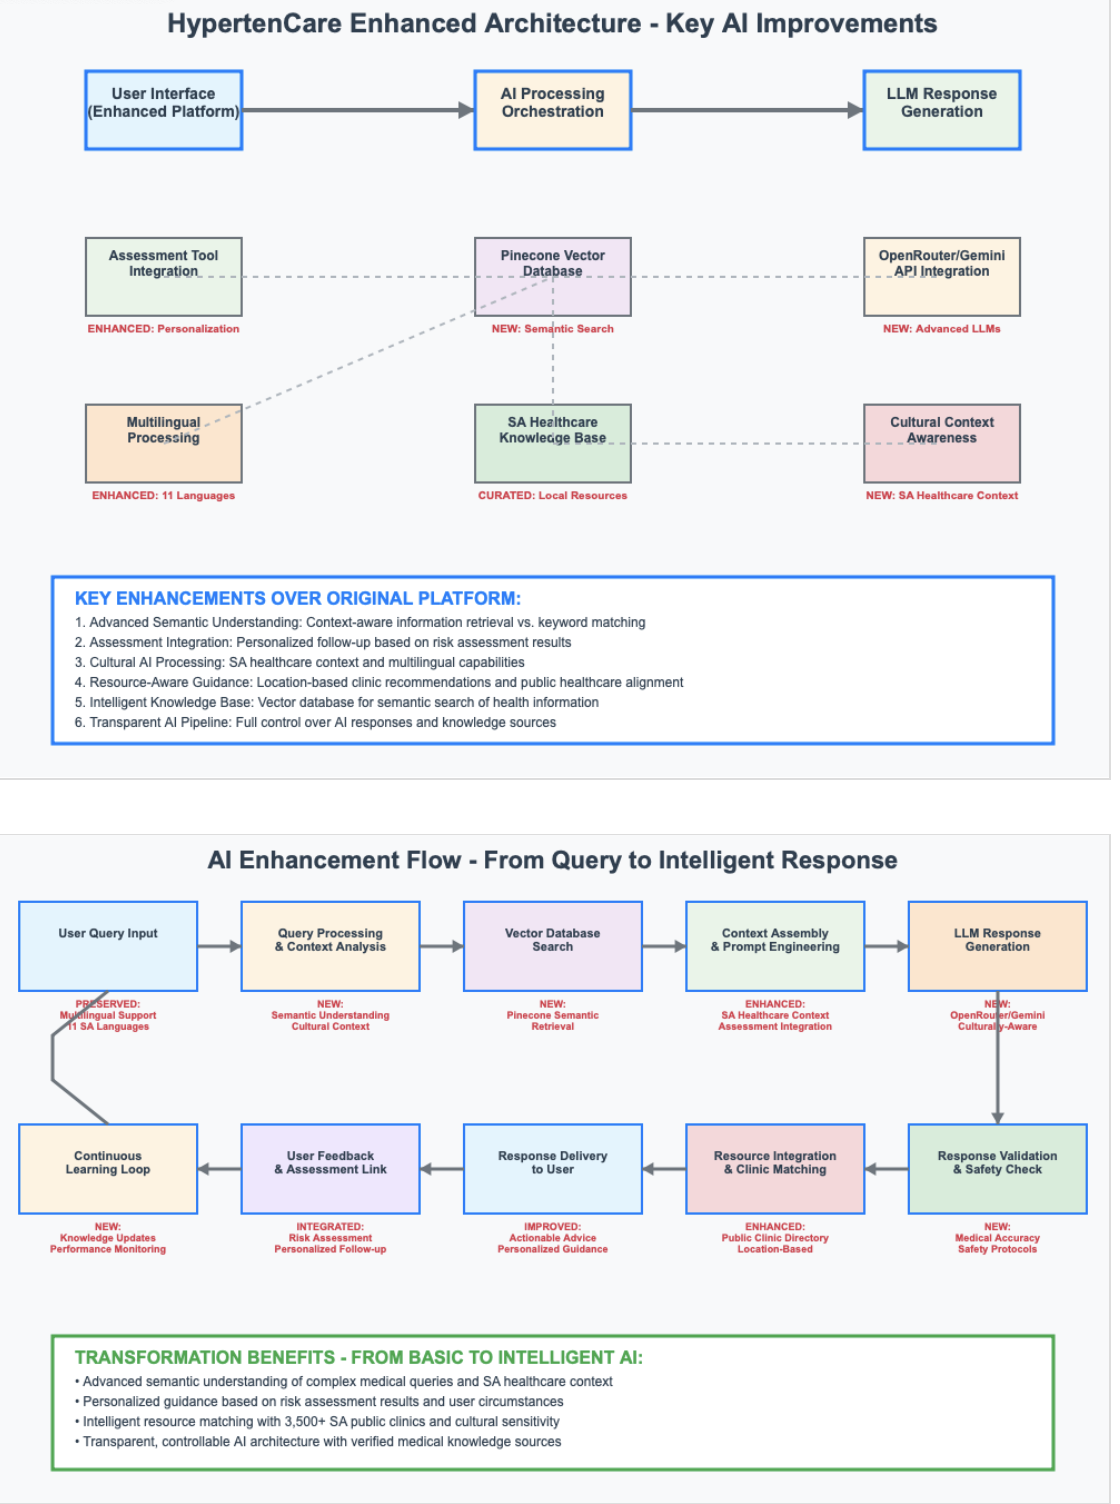 HypertenCare Enhanced Architecture - Key AI Improvements
User Interface
(Enhanced Platform)
AI Processing
Orchestration
LLM Response
Generation
Assessment Tool
Integration
ENHANCED: Personalization
Pinecone Vector
Database
NEW: Semantic Search
OpenRouter/Gemini
API Integration
NEW: Advanced LLMs
Multilingual
Processing
ENHANCED: 11 Languages
SA Healthcare
Knowledge Base
CURATED: Local Resources
Cultural Context
Awareness
NEW: SA Healthcare Context
KEY ENHANCEMENTS OVER ORIGINAL PLATFORM:
1. Advanced Semantic Understanding: Context-aware information retrieval vs. keyword matching
2. Assessment Integration: Personalized follow-up based on risk assessment results
3. Cultural AI Processing: SA healthcare context and multilingual capabilities
4. Resource-Aware Guidance: Location-based clinic recommendations and public healthcare alignment
5. Intelligent Knowledge Base: Vector database for semantic search of health information
6. Transparent AI Pipeline: Full control over AI responses and knowledge sources
AI Enhancement Flow - From Query to Intelligent Response
User Query Input
PRESERVED:
Multilingual Support
11 SA Languages
Query Processing
& Context Analysis
NEW:
Semantic Understanding
Cultural Context
Vector Database
Search
NEW:
Pinecone Semantic
Retrieval
Context Assembly
& Prompt Engineering
ENHANCED:
SA Healthcare Context
Assessment Integration
LLM Response
Generation
NEW:
OpenRouter/Gemini
Culturally-Aware
Continuous
Learning Loop
NEW:
Knowledge Updates
Performance Monitoring
User Feedback
& Assessment Link
INTEGRATED:
Risk Assessment
Personalized Follow-up
Response Delivery
to User
IMPROVED:
Actionable Advice
Personalized Guidance
Resource Integration
& Clinic Matching
ENHANCED:
Public Clinic Directory
Location-Based
Response Validation
& Safety Check
NEW:
Medical Accuracy
Safety Protocols
TRANSFORMATION BENEFITS - FROM BASIC TO INTELLIGENT AI:
• Advanced semantic understanding of complex medical queries and SA healthcare context
• Personalized guidance based on risk assessment results and user circumstances
• Intelligent resource matching with 3,500+ SA public clinics and cultural sensitivity
• Transparent, controllable AI architecture with verified medical knowledge sources